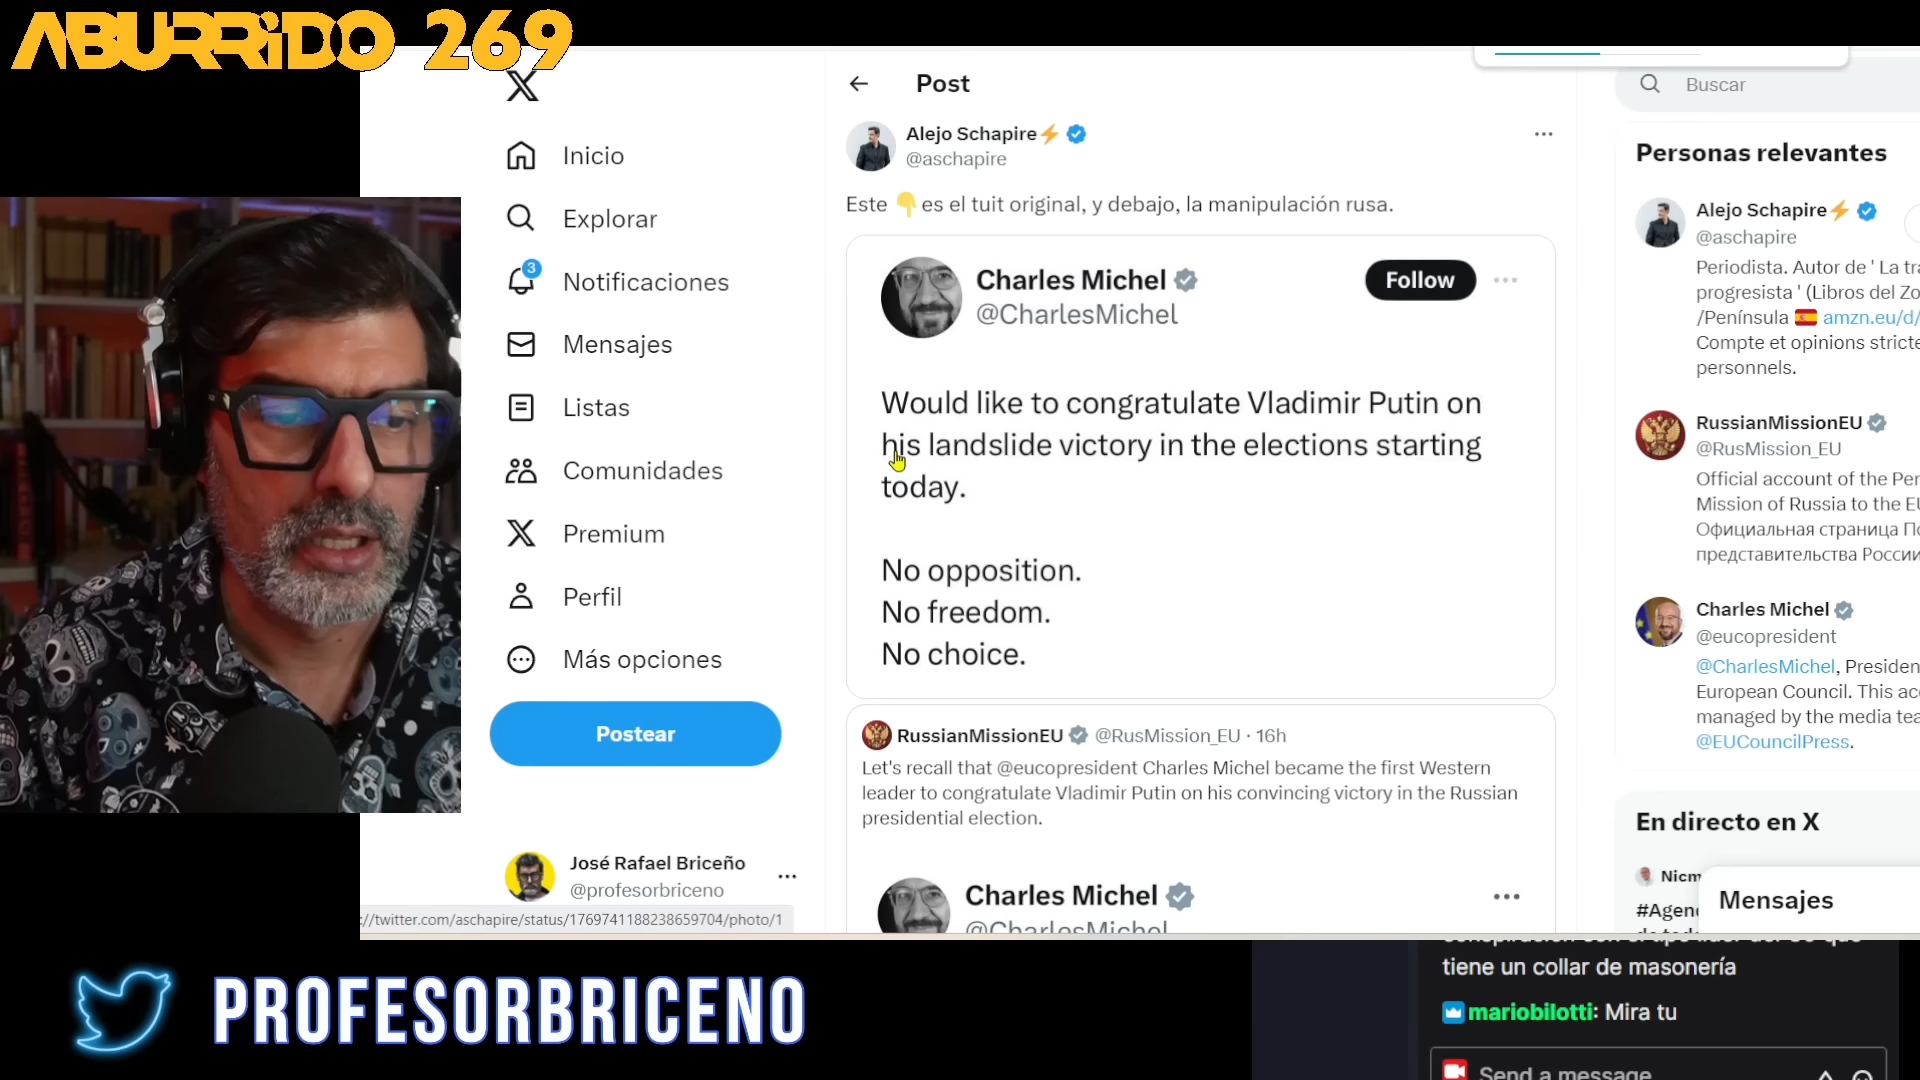 ABURRiDO 269
Post
Buscar
Inicio
Explorar
3
Notificaciones
Mensajes
Listas
Comunidades
Premium
Perfil
Más opciones
Postear
José Rafael Briceño
@profesorbriceno
://twitter.com/aschapire/status/1769741188238659704/photo/1
Alejo Schapire
@aschapire
Este 👇 es el tuit original, y debajo, la manipulación rusa.
Charles Michel
@CharlesMichel
Follow
Would like to congratulate Vladimir Putin on
his landslide victory in the elections starting
today.
No opposition.
No freedom.
No choice.
RussianMissionEU @RusMission_EU · 16h
Let's recall that @eucopresident Charles Michel became the first Western
leader to congratulate Vladimir Putin on his convincing victory in the Russian
presidential election.
Charles Michel
@CharlesMichel
Personas relevantes
Alejo Schapire
@aschapire
Periodista. Autor de ' La
progresista ' (Libros del
/Península amzn.eu/d/
Compte et opinions
personnels.
RussianMissionEU
@RusMission_EU
Official account of the
Mission of Russia to the
Официальная страница
представительства
Charles Michel
@eucopresident
@CharlesMichel,
European Council. This
managed by the media
@EUCouncilPress.
En directo en X
Mensajes
tiene un collar de masonería
mariobilotti: Mira tu
Send a message
PROFESORBRICENO